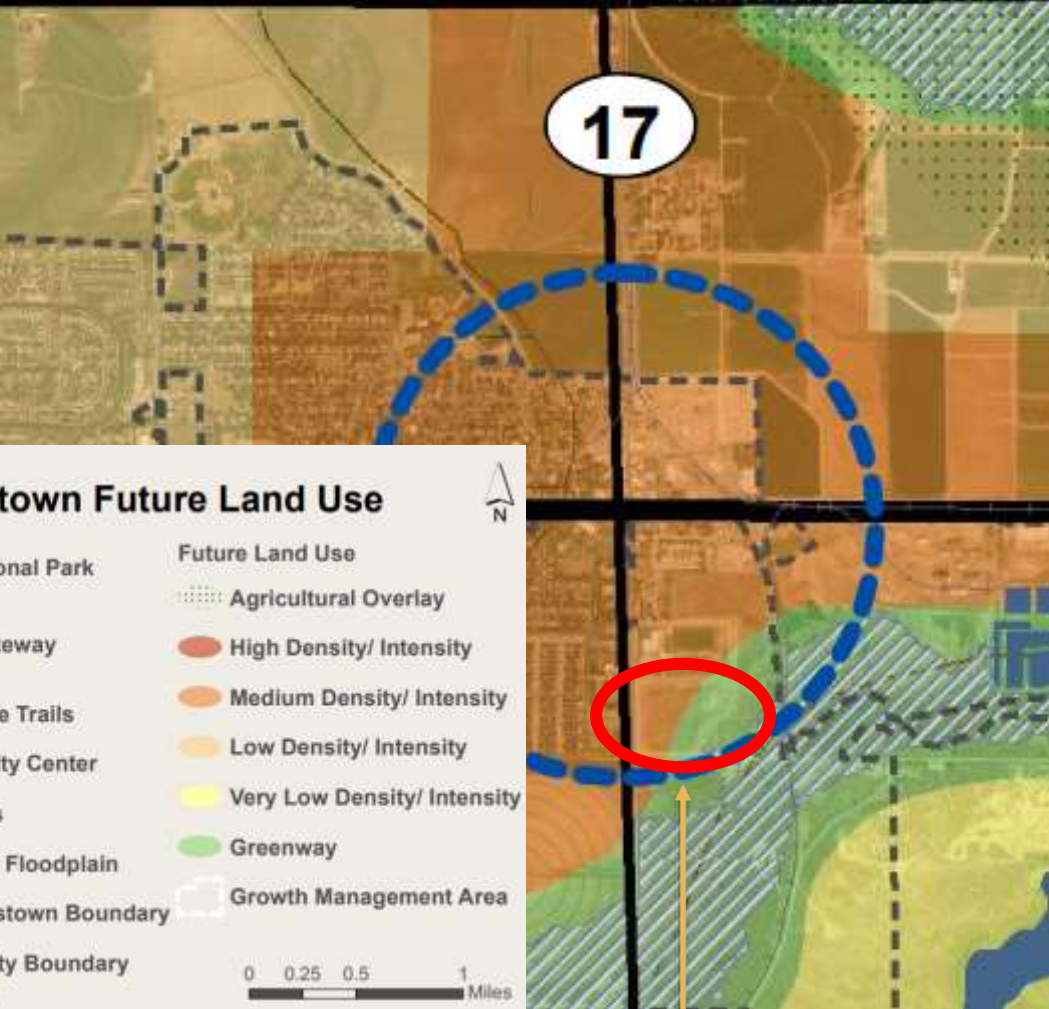 17
town Future Land Use
N
onal Park
Future Land Use
Agricultural Overlay
eway
High Density/ Intensity
Medium Density/ Intensity
e Trails
Low Density/ Intensity
ty Center
Very Low Density/ Intensity
s
Greenway
Floodplain
Growth Management Area
stown Boundary
ty Boundary
0 0.25 0.5 1
Miles